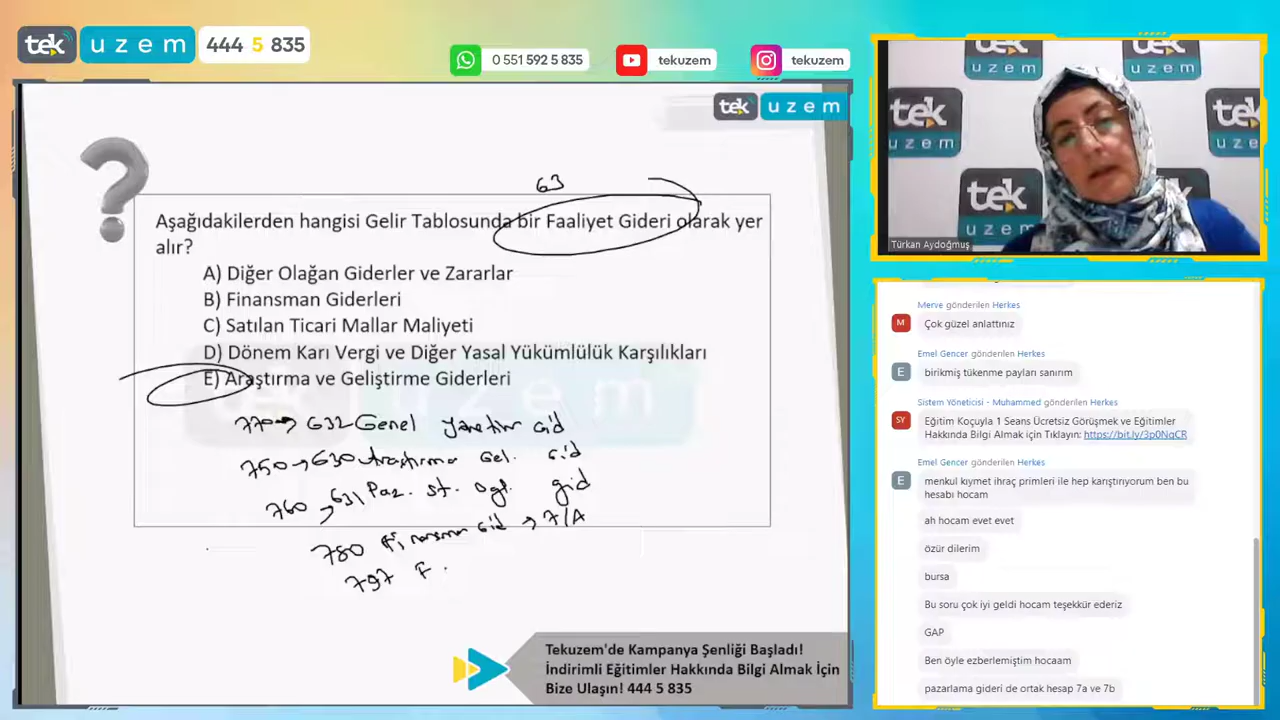 tek uzem 444 5 835
0 551 592 5 835 tekuzem tekuzem
tek uzem
63
Aşağıdakilerden hangisi Gelir Tablosunda bir Faaliyet Gideri olarak yer
alır?
A) Diğer Olağan Giderler ve Zararlar
B) Finansman Giderleri
C) Satılan Ticari Mallar Maliyeti
D) Dönem Karı Vergi ve Diğer Yasal Yükümlülük Karşılıkları
E) Araştırma ve Geliştirme Giderleri
770 → 632 Genel yönetim gid
750 → 630 Araştırma Gel. Gid
760 → 631 Paz. st. Dğt. gid
780 Finansman Gid → 7/A
797 F
Tekuzem'de Kampanya Şenliği Başladı!
İndirimli Eğitimler Hakkında Bilgi Almak İçin
Bize Ulaşın! 444 5 835
tek uzem
Türkan Aydoğmuş
Merve gönderilen Herkes
M Çok güzel anlattınız
Emel Gencer gönderilen Herkes
E birikmiş tükenme payları sanırım
Sistem Yöneticisi - Muhammed gönderilen Herkes
SY Eğitim Koçuyla 1 Seans Ücretsiz Görüşmek ve Eğitimler
Hakkında Bilgi Almak için Tıklayın: https://bit.ly/3p0NqCR
Emel Gencer gönderilen Herkes
E menkul kıymet ihraç primleri ile hep karıştırıyorum ben bu
hesabı hocam
ah hocam evet evet
özür dilerim
bursa
Bu soru çok iyi geldi hocam teşekkür ederiz
GAP
Ben öyle ezberlemiştim hocaam
pazarlama gideri de ortak hesap 7a ve 7b